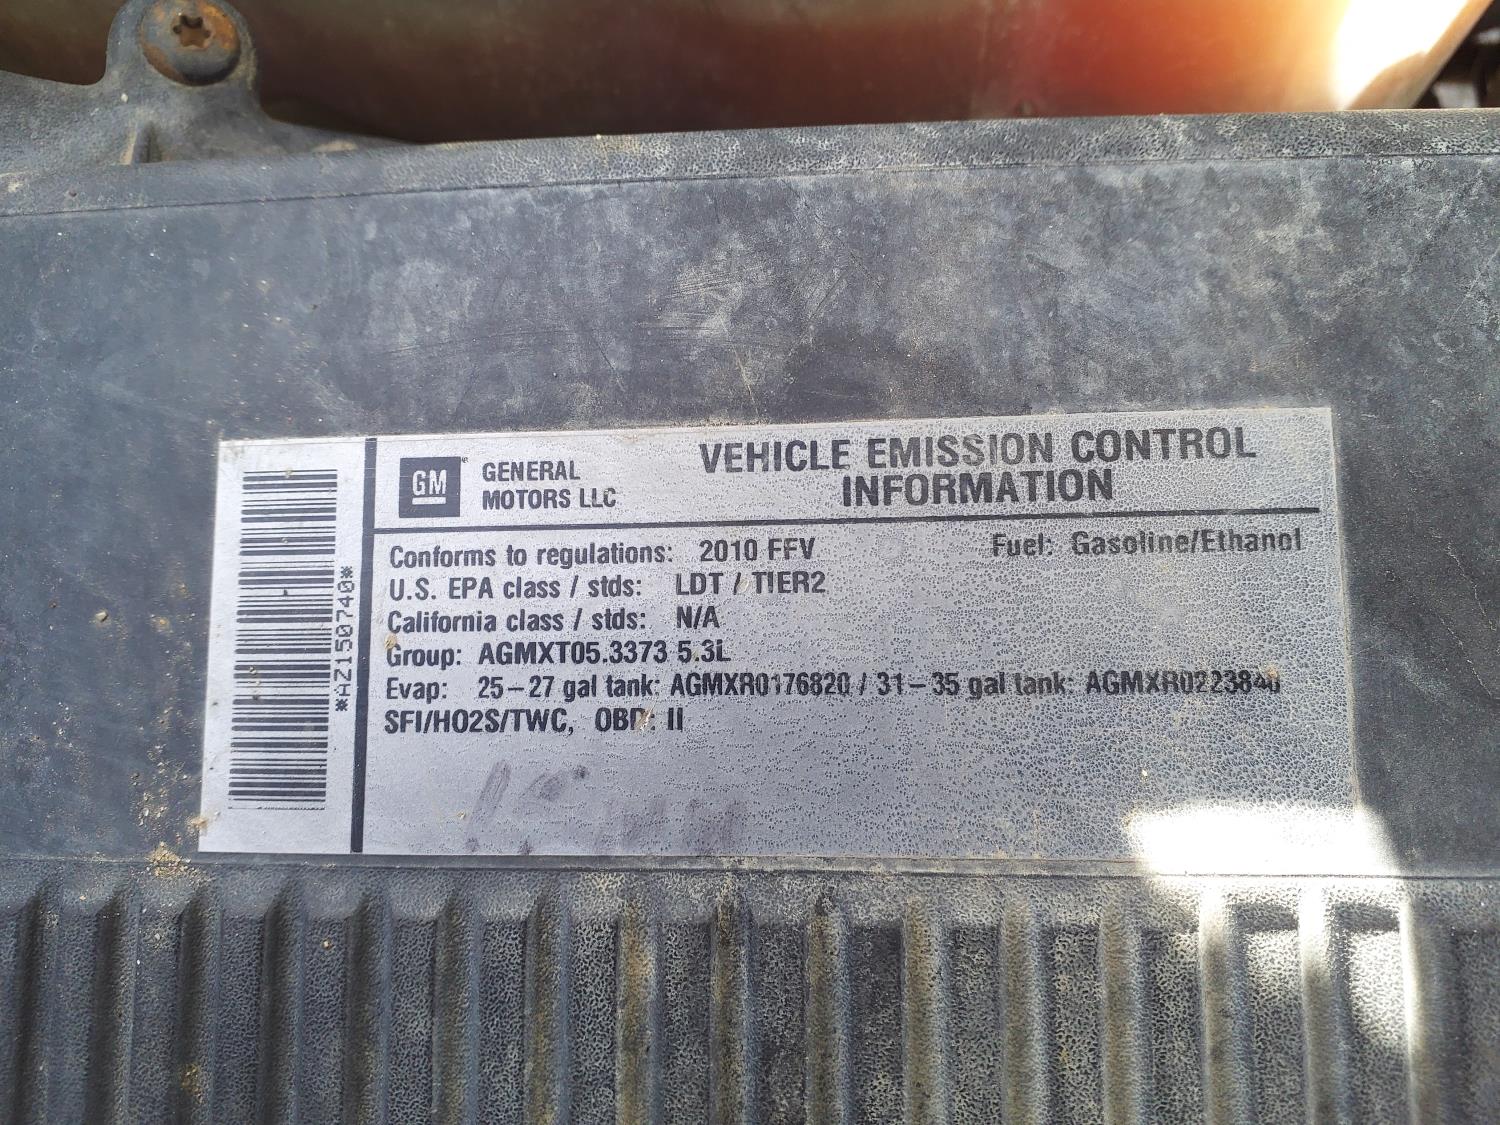 *AZ150740*
GM
GENERAL
MOTORS LLC
VEHICLE EMISSION CONTROL
INFORMATION
Conforms to regulations: 2010 FFV
Fuel: Gasoline/Ethanol
U.S. EPA class / stds: LDT / TIER2
California class / stds: N/A
Group: AGMXT05.3373 5.3L
Evap: 25-27 gal tank: AGMXR0176820 / 31-35 gal tank:
SFI/HO2S/TWC, OBD: II